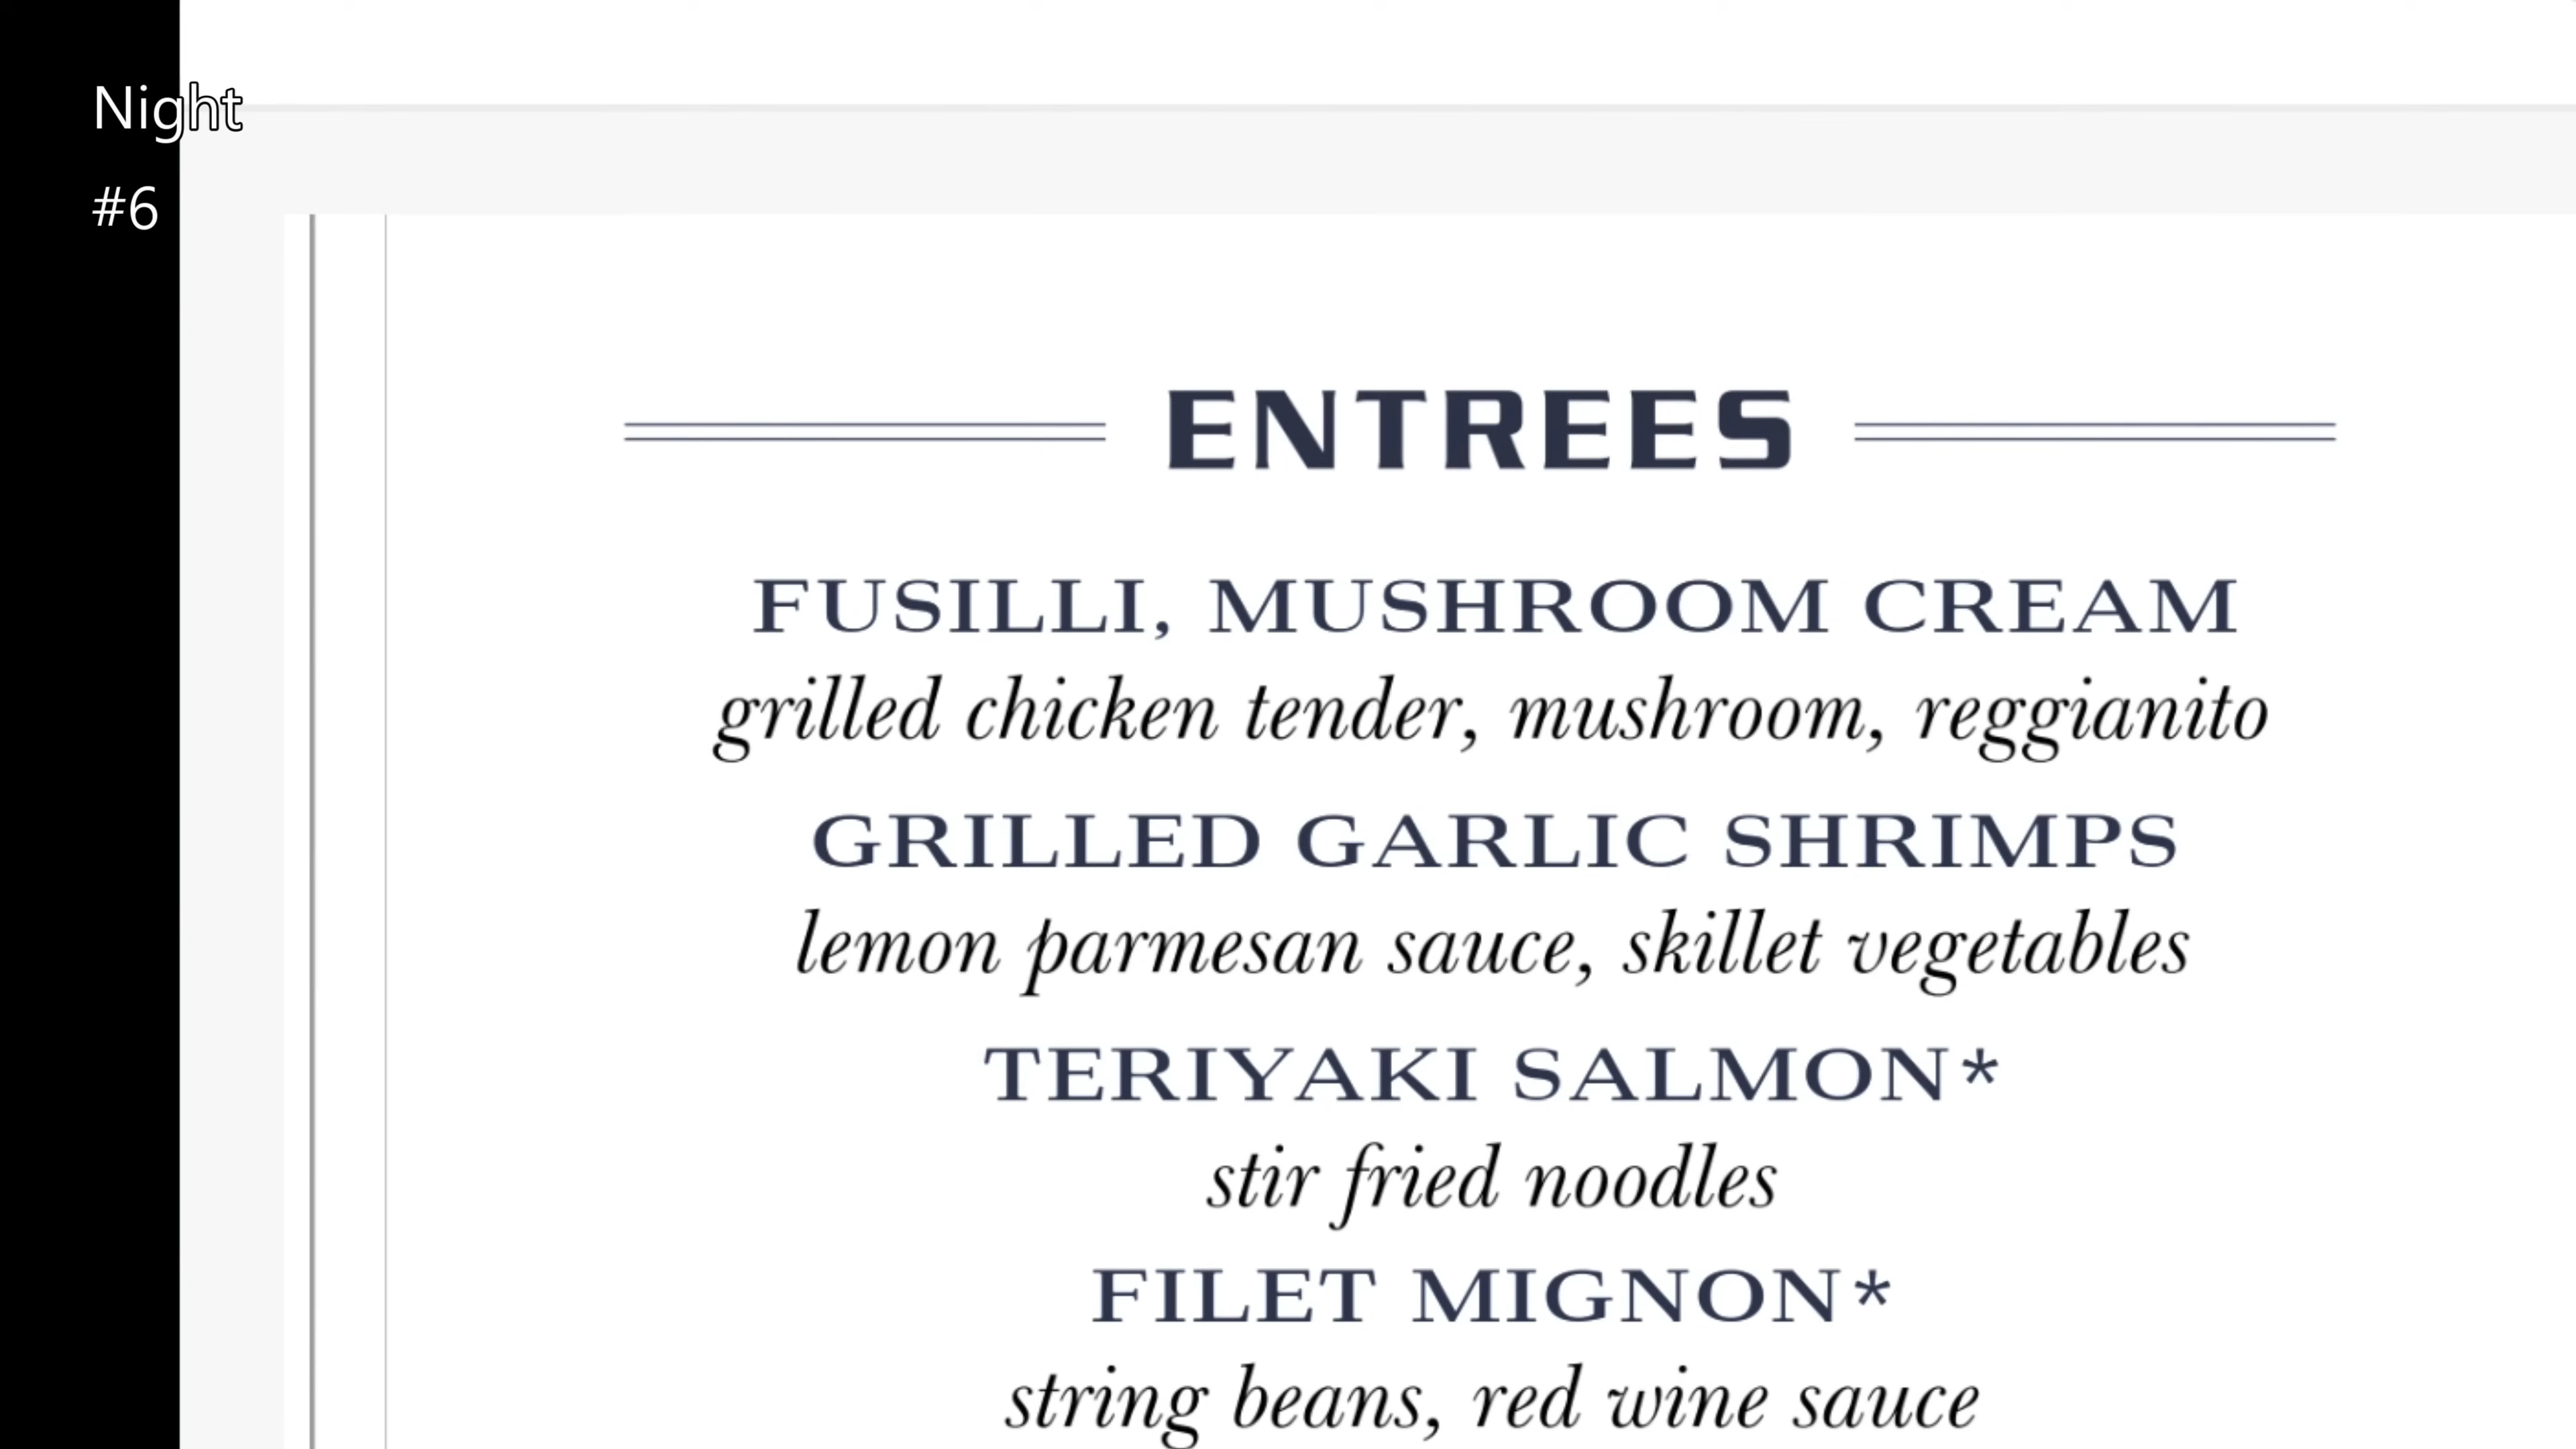 Night
#6
ENTREES
FUSILLI, MUSHROOM CREAM
grilled chicken tender, mushroom, reggianito
GRILLED GARLIC SHRIMPS
lemon parmesan sauce, skillet vegetables
TERIYAKI SALMON*
stir fried noodles
FILET MIGNON*
string beans, red wine sauce